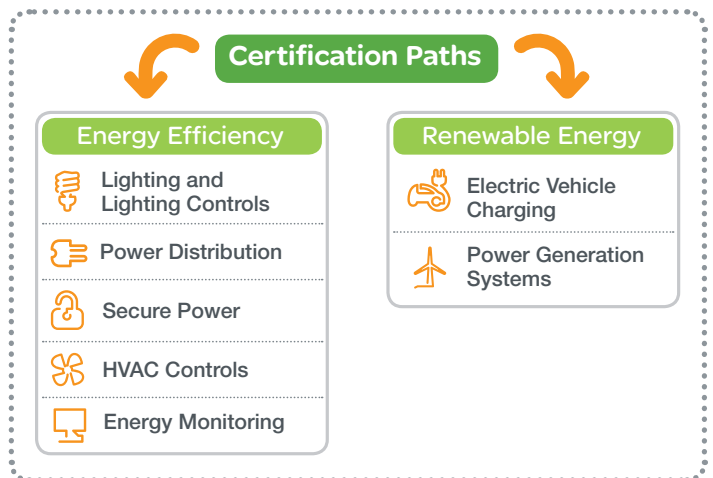 Certification Paths
Energy Efficiency
Lighting and
Lighting Controls
Power Distribution
Secure Power
HVAC Controls
Energy Monitoring
Renewable Energy
Electric Vehicle
Charging
Power Generation
Systems